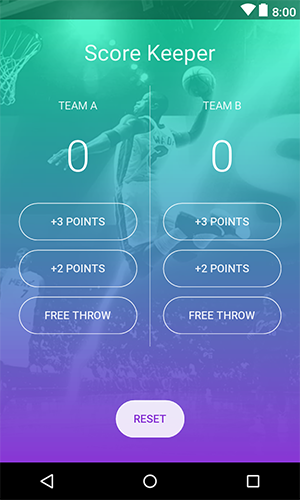 8:00
Score Keeper
TEAM A
TEAM B
0
0
+3 POINTS
+3 POINTS
+2 POINTS
+2 POINTS
FREE THROW
FREE THROW
RESET